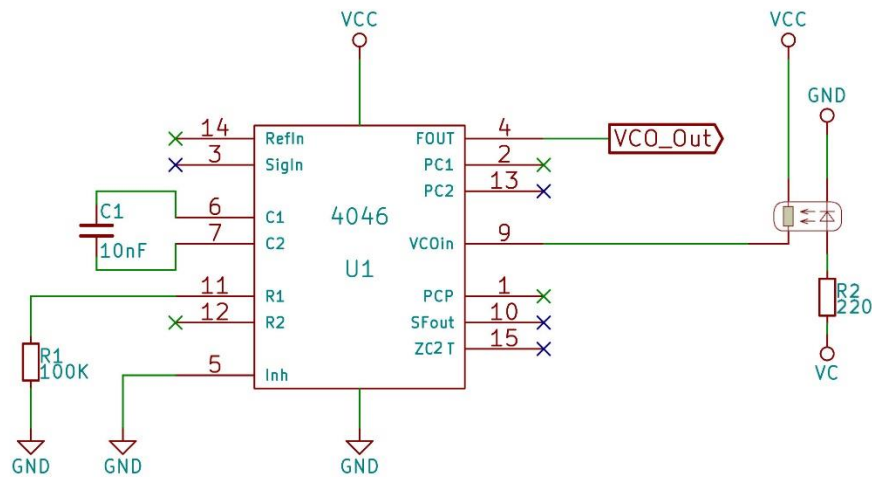 VCC
VCC
GND
14
RefIn
FOUT
4
VCO_Out
3
SigIn
PC1
2
PC2
13
C1
10nF
6
C1
4046
7
C2
VCOin
9
U1
11
R1
PCP
1
12
R2
SFout
10
ZC2T
15
R1
100K
5
Inh
R2
220
VC
GND
GND
GND